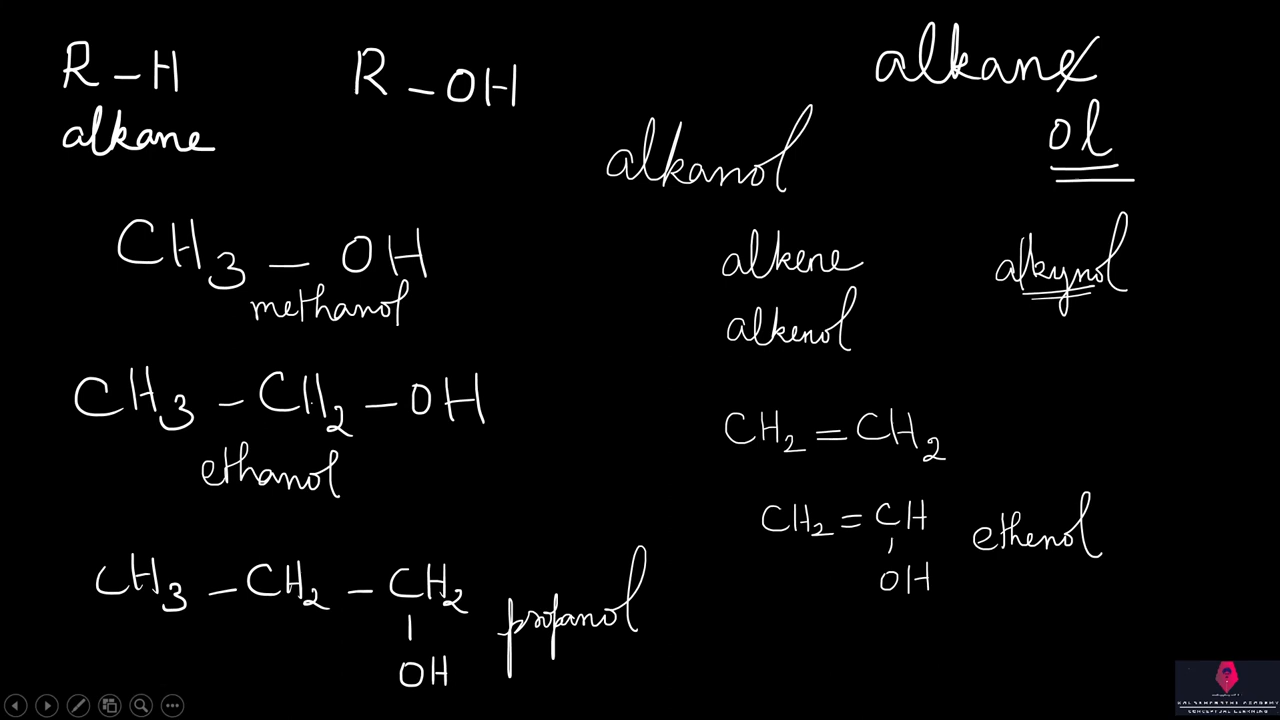 R – H
alkane
R – OH
alkane
ol
alkanol
CH₃ – OH
methanol
alkene
alkenol
alkynol
CH₃ – CH₂ – OH
ethanol
CH₂ = CH₂
CH₂ = CH
OH
ethenol
CH₃ – CH₂ – CH₂
OH
propanol